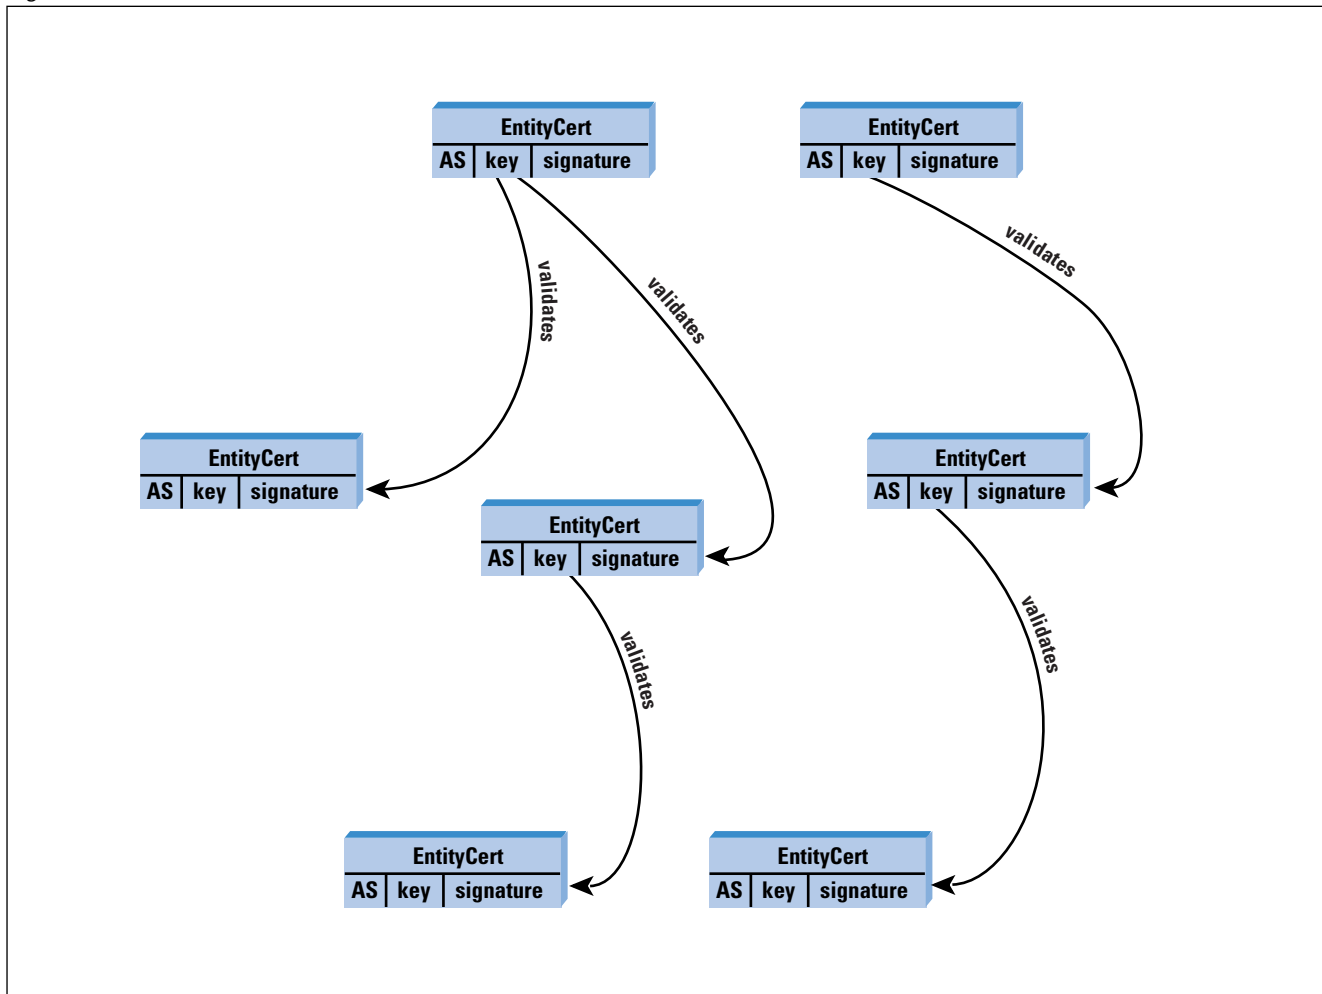 EntityCert
AS key signature
EntityCert
AS key signature
validates
validates
validates
EntityCert
AS key signature
EntityCert
AS key signature
EntityCert
AS key signature
validates
validates
EntityCert
AS key signature
EntityCert
AS key signature